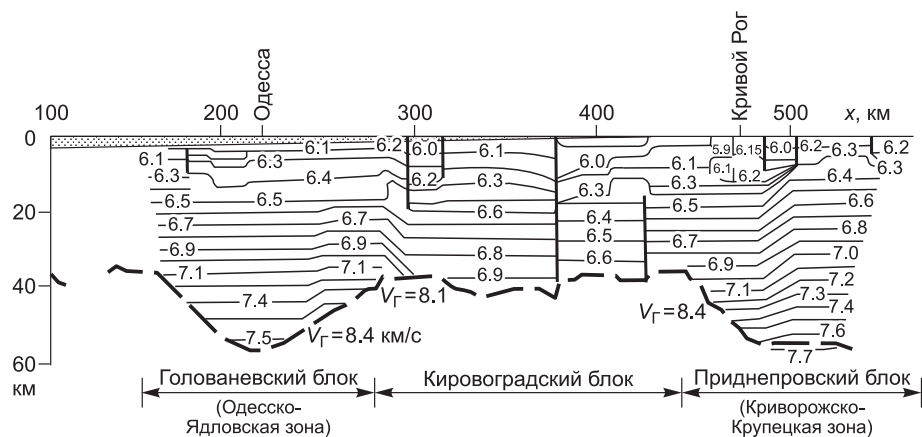 Одесса
Кривой Рог
100 200 300 400 500 x, км
0
20
40
60
км
6.1 6.2 6.0 6.1 5.9 6.15 6.0 6.2 6.3 6.2
6.1 6.3 6.0 6.1 6.1 6.3
6.3 6.4 6.2 6.3 6.3 6.3 6.2 6.4
6.5 6.5 6.6 6.4 6.5 6.6
6.7 6.7 6.5 6.7 6.8
6.9 6.9 6.8 6.6 6.9 7.0
7.1 7.1 6.9 7.1 7.2
7.4 7.3 7.4
7.5 7.6
7.7
VГ=8.1
VГ=8.4 км/с
VГ=8.4
Голованевский блок
(Одесско-
Ядловская зона)
Кировоградский блок
Приднепровский блок
(Криворожско-
Крупецкая зона)